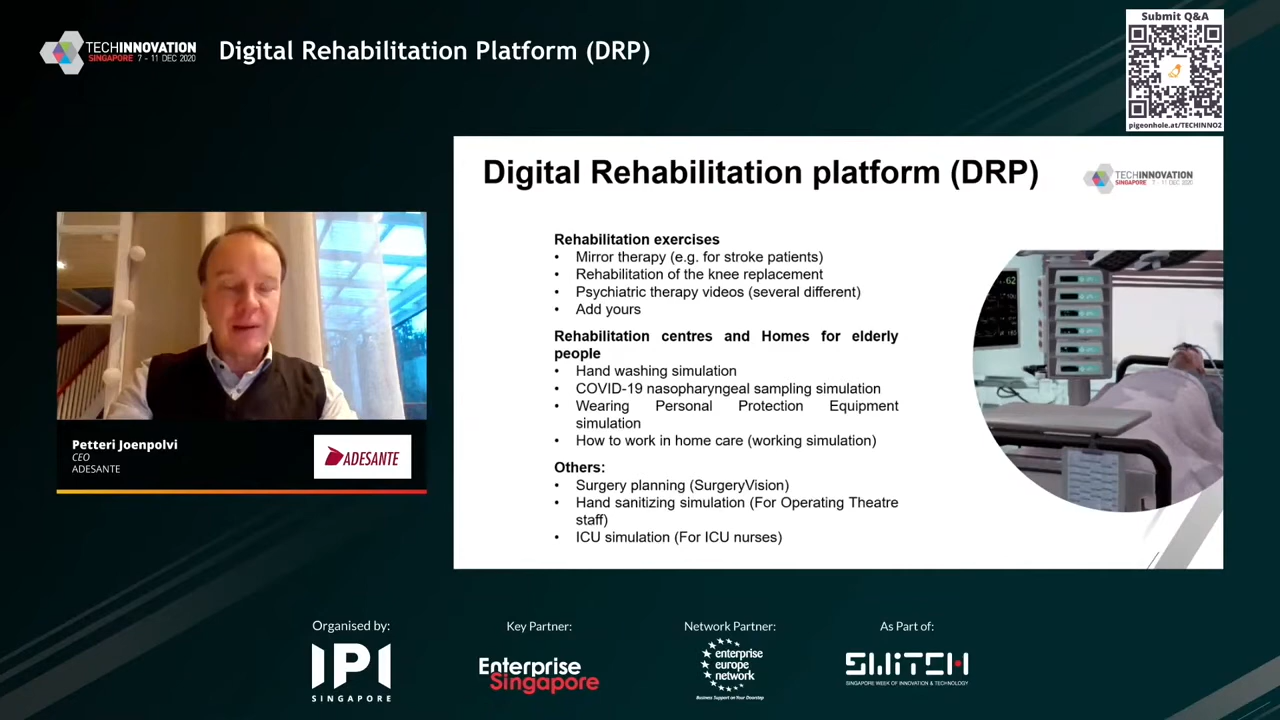 TECHINNOVATION
SINGAPORE 7 - 11 DEC 2020
Digital Rehabilitation Platform (DRP)
Submit Q&A
pigeonhole.at/TECHINNO2
Digital Rehabilitation platform (DRP)
TECHINNOVATION
SINGAPORE 7 - 11 DEC 2020
Rehabilitation exercises
• Mirror therapy (e.g. for stroke patients)
• Rehabilitation of the knee replacement
• Psychiatric therapy videos (several different)
• Add yours
Rehabilitation centres and Homes for elderly
people
• Hand washing simulation
• COVID-19 nasopharyngeal sampling simulation
• Wearing Personal Protection Equipment
simulation
• How to work in home care (working simulation)
Others:
• Surgery planning (SurgeryVision)
• Hand sanitizing simulation (For Operating Theatre
staff)
• ICU simulation (For ICU nurses)
Petteri Joenpolvi
CEO
ADESANTE
ADESANTE
Organised by:
IPI
SINGAPORE
Key Partner:
Enterprise
Singapore
Network Partner:
enterprise
europe
network
Business Support on Your Doorstep
As Part of:
SWITCH
SINGAPORE WEEK OF INNOVATION & TECHNOLOGY